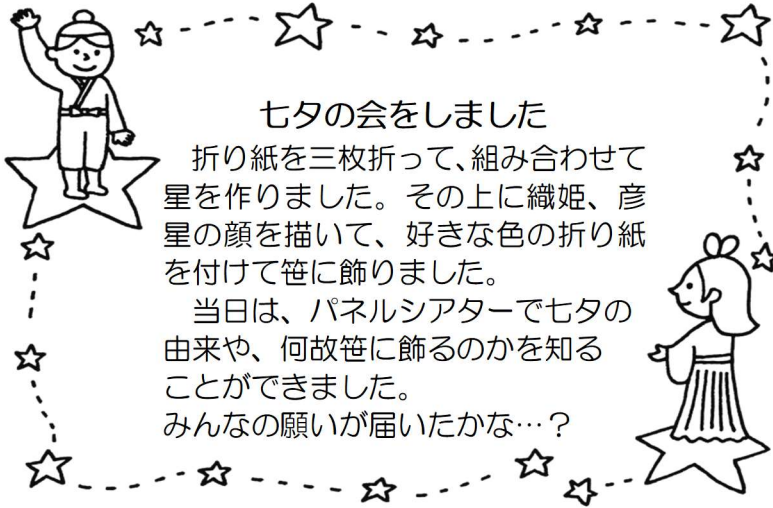 七夕の会をしました
　折り紙を三枚折って、組み合わせて
星を作りました。その上に織姫、彦
星の顔を描いて、好きな色の折り紙
を付けて笹に飾りました。
　当日は、パネルシアターで七夕の
由来や、何故笹に飾るのかを知る
ことができました。
みんなの願いが届いたかな…？